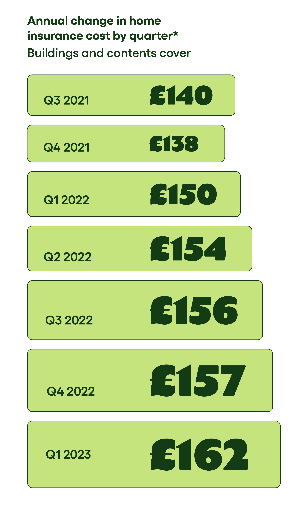 Annual change in home
insurance cost by quarter*
Buildings and contents cover
Q3 2021 £140
Q4 2021 £138
Q1 2022 £150
Q2 2022 £154
Q3 2022 £156
Q4 2022 £157
Q1 2023 £162